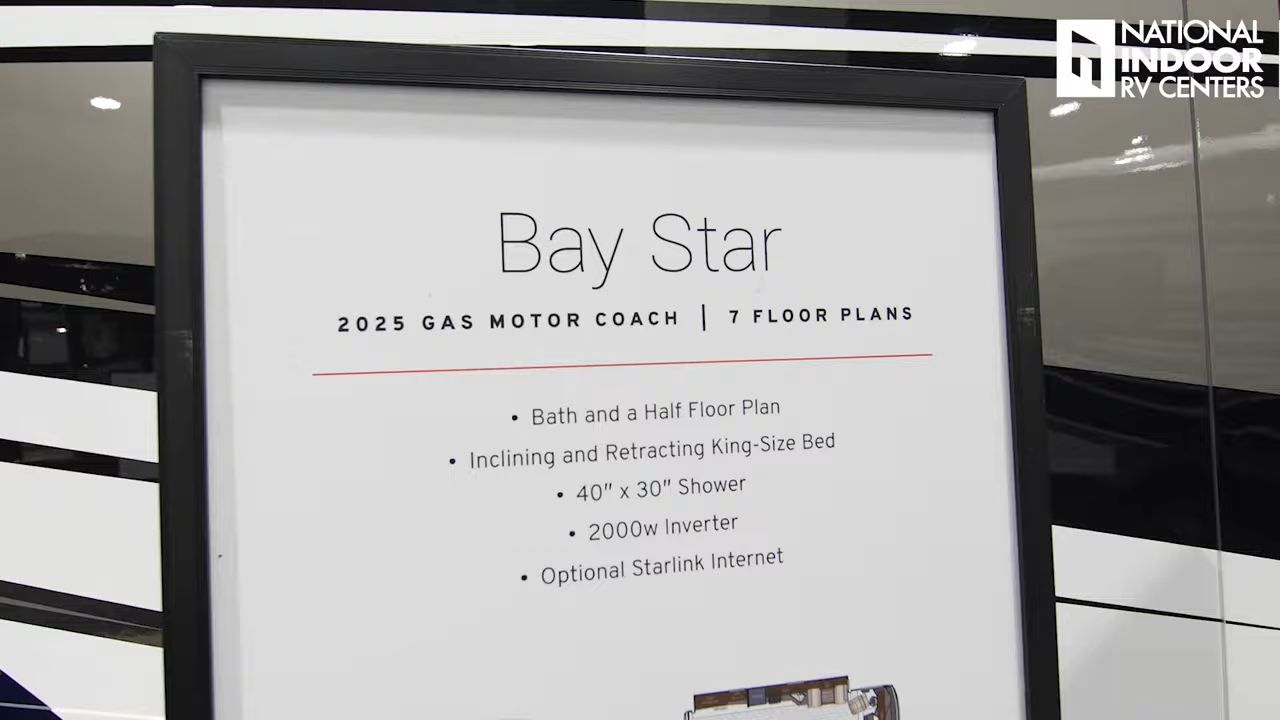 NATIONAL
INDOOR
RV CENTERS
Bay Star
2025 GAS MOTOR COACH | 7 FLOOR PLANS
• Bath and a Half Floor Plan
• Inclining and Retracting King-Size Bed
• 40" x 30" Shower
• 2000w Inverter
• Optional Starlink Internet